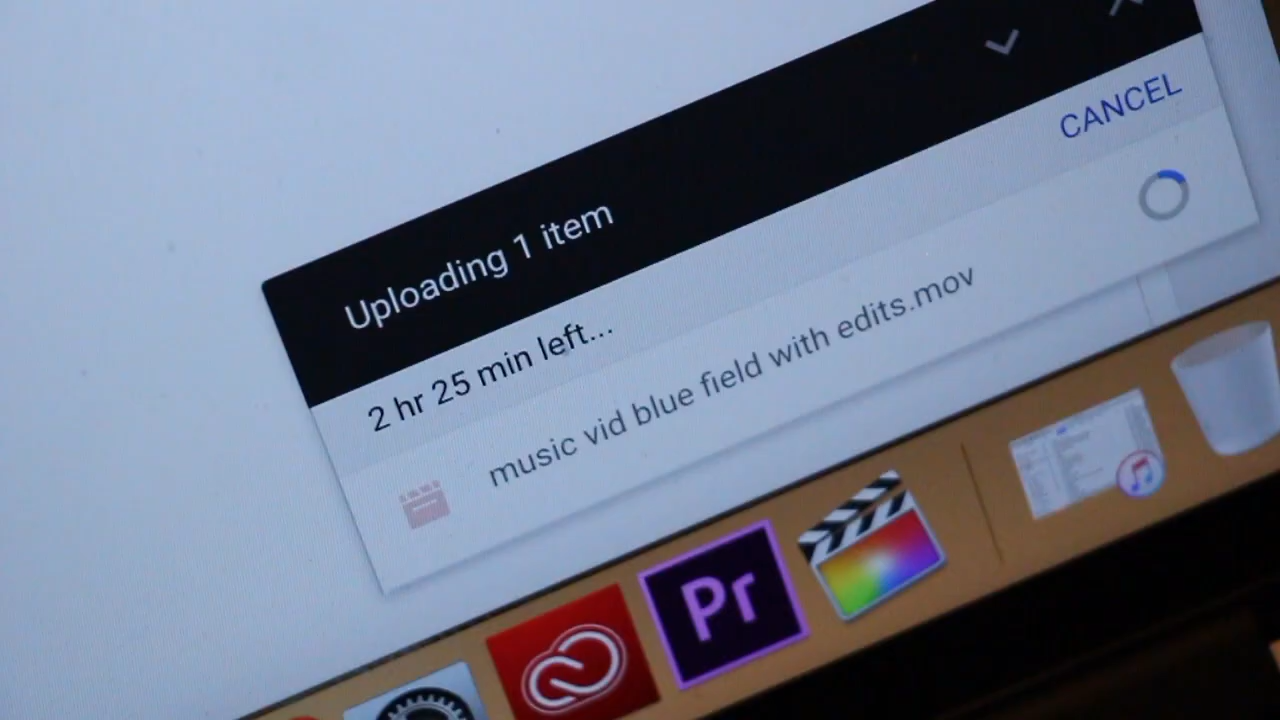 Uploading 1 item
2 hr 25 min left...
CANCEL
music vid blue field with edits.mov
Pr